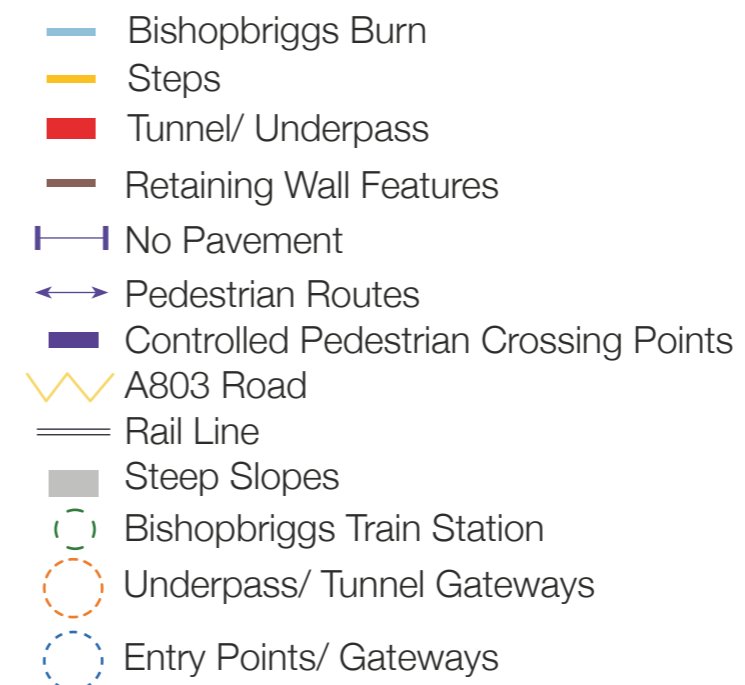 Bishopbriggs Burn
Steps
Tunnel/ Underpass
Retaining Wall Features
No Pavement
Pedestrian Routes
Controlled Pedestrian Crossing Points
A803 Road
Rail Line
Steep Slopes
Bishopbriggs Train Station
Underpass/ Tunnel Gateways
Entry Points/ Gateways